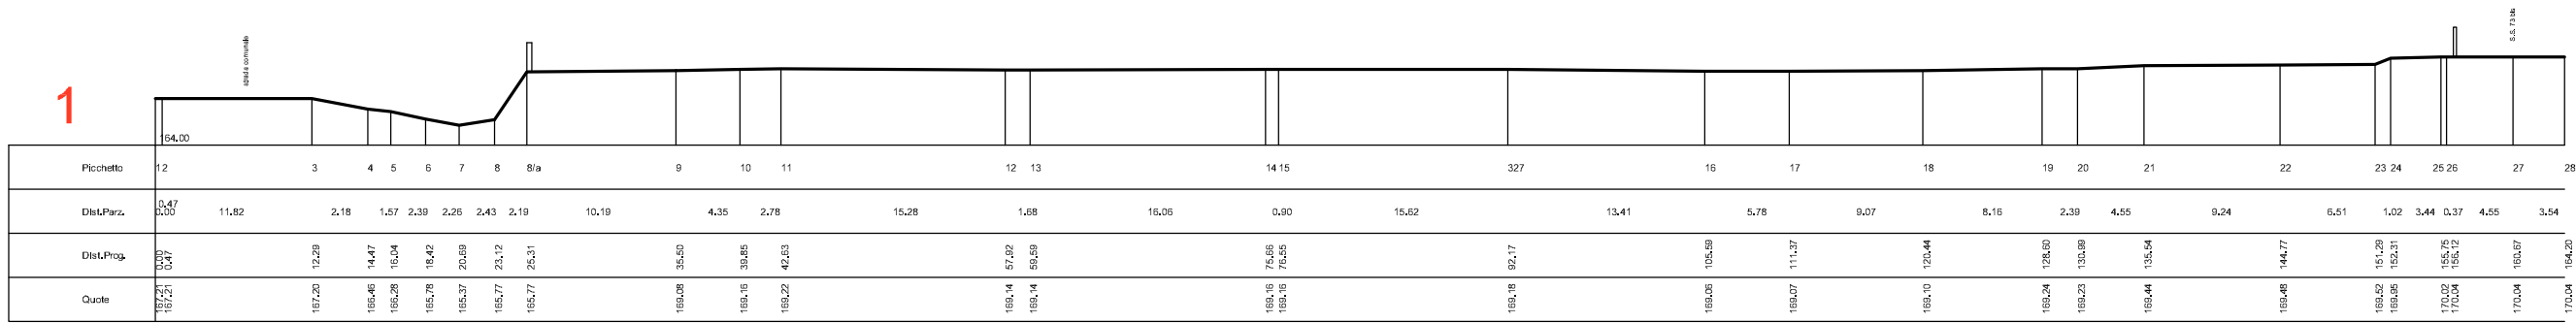 strada comunale
S.S. 73 bis
1
164.00
Picchetto 1 2 3 4 5 6 7 8 8/a 9 10 11 12 13 14 15 327 16 17 18 19 20 21 22 23 24 25 26 27 28
Dist.Parz. 0.00 0.47 11.82 2.18 1.57 2.39 2.26 2.43 2.19 10.19 4.35 2.78 15.28 1.68 16.06 0.90 15.62 13.41 5.78 9.07 8.16 2.39 4.55 9.24 6.51 1.02 3.44 0.37 4.55 3.54
Dist.Prog. 0.00 0.47 12.29 14.47 16.04 18.42 20.69 23.12 25.31 35.50 39.85 42.63 57.92 59.59 75.66 76.55 92.17 105.59 111.37 120.44 128.60 130.99 135.54 144.77 151.29 152.31 155.75 156.12 160.67 164.20
Quote 167.21 167.21 167.20 166.46 166.28 165.78 165.37 165.77 165.77 169.08 169.16 169.22 169.14 169.14 169.16 169.16 169.18 169.06 169.07 169.10 169.24 169.23 169.44 169.48 169.52 169.95 170.02 170.04 170.04 170.04